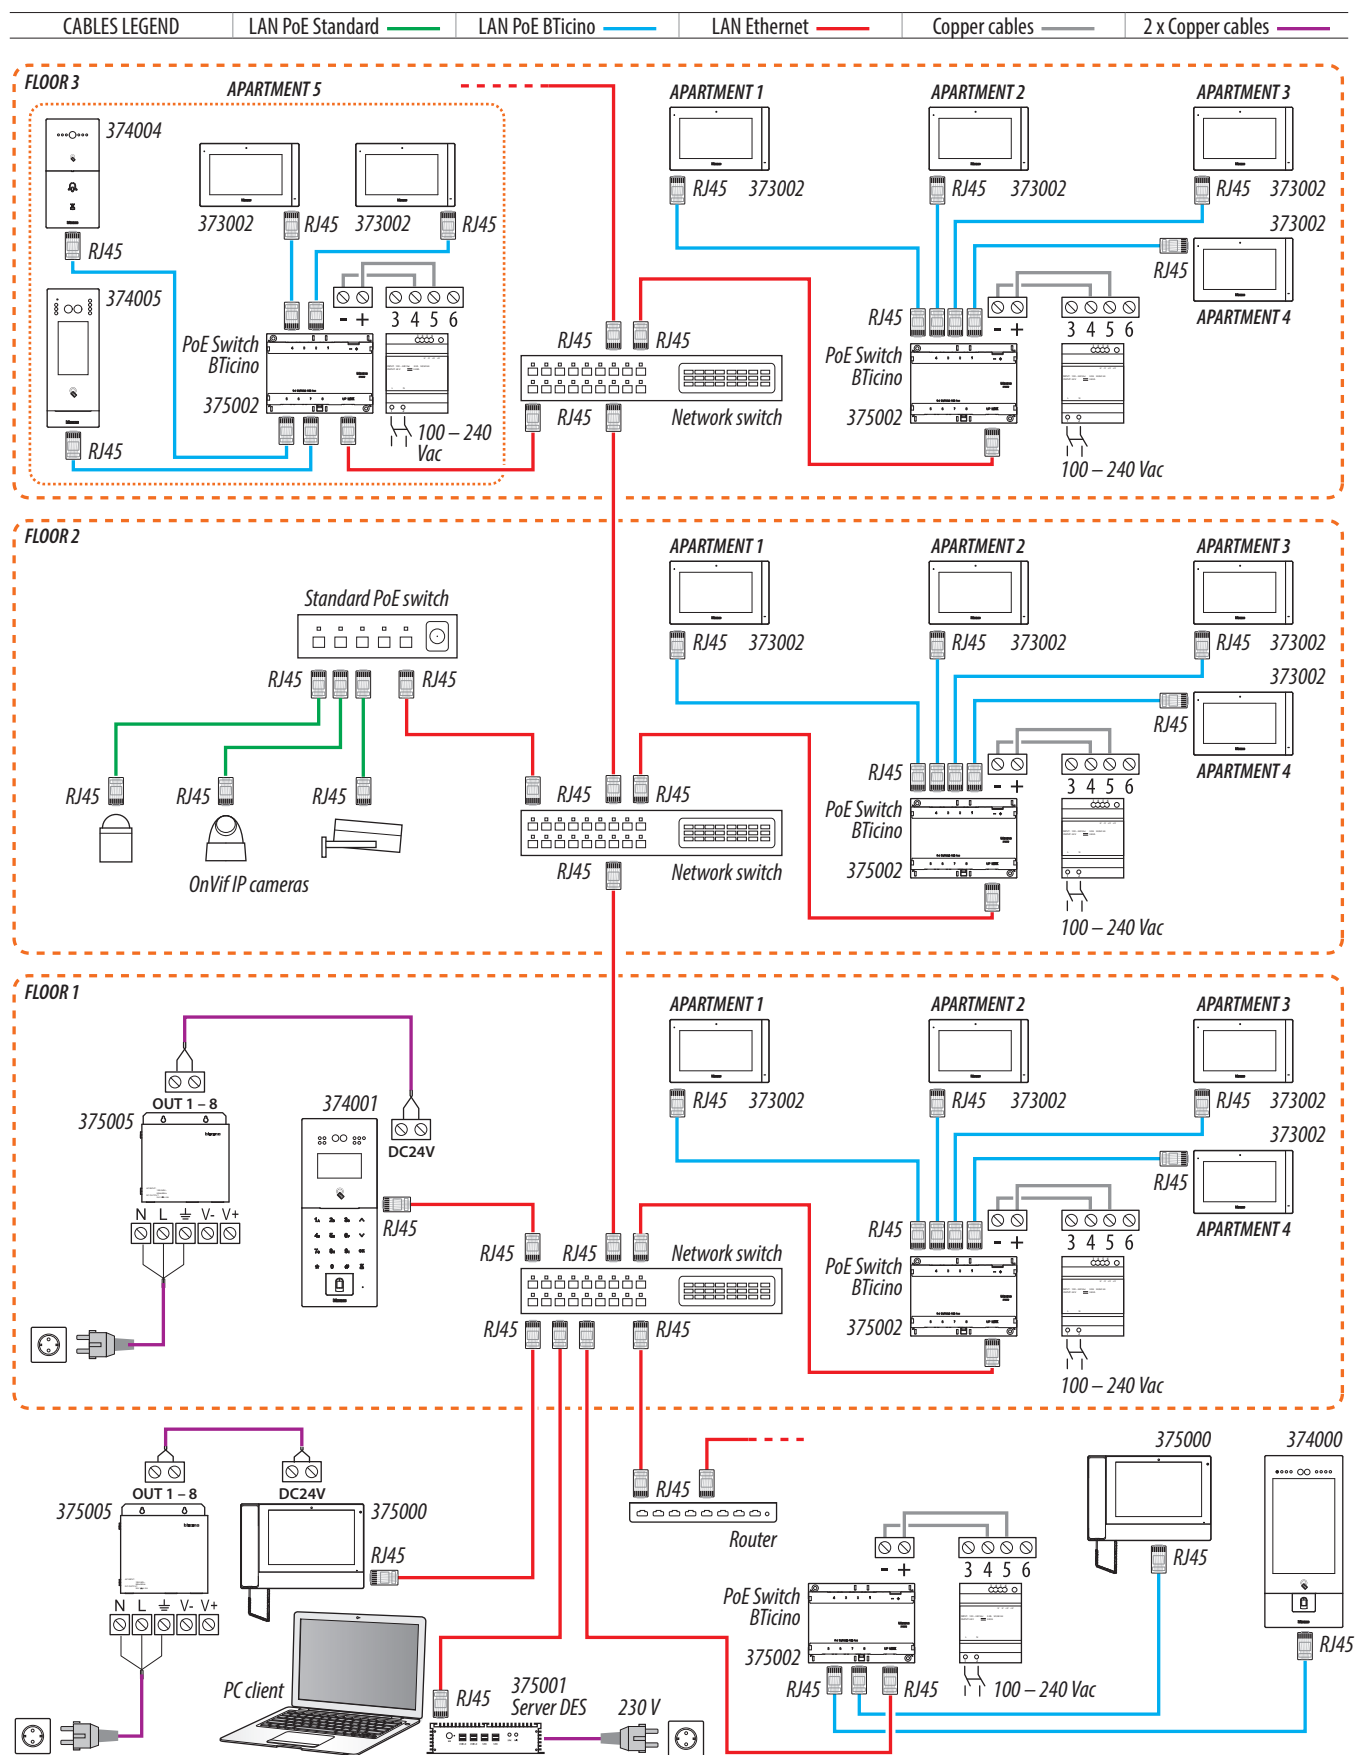 CABLES LEGEND
LAN PoE Standard
LAN PoE BTicino
LAN Ethernet
Copper cables
2 x Copper cables
FLOOR 3
APARTMENT 5
374004
373002
RJ45
373002
RJ45
RJ45
374005
- +
3 4 5 6
PoE Switch
BTicino
375002
100 – 240
Vac
RJ45
RJ45
RJ45
RJ45
Network switch
APARTMENT 1
RJ45 373002
APARTMENT 2
RJ45 373002
APARTMENT 3
RJ45 373002
373002
RJ45
APARTMENT 4
RJ45
- +
3 4 5 6
PoE Switch
BTicino
375002
100 – 240 Vac
FLOOR 2
Standard PoE switch
RJ45
RJ45
RJ45
RJ45
RJ45
OnVif IP cameras
RJ45
RJ45
RJ45
Network switch
APARTMENT 1
RJ45 373002
APARTMENT 2
RJ45 373002
APARTMENT 3
RJ45 373002
373002
RJ45
APARTMENT 4
RJ45
- +
3 4 5 6
PoE Switch
BTicino
375002
100 – 240 Vac
FLOOR 1
OUT 1 – 8
375005
374001
DC24V
N L V- V+
RJ45
RJ45
RJ45
Network switch
RJ45
RJ45
APARTMENT 1
RJ45 373002
APARTMENT 2
RJ45 373002
APARTMENT 3
RJ45 373002
373002
RJ45
APARTMENT 4
RJ45
- +
3 4 5 6
PoE Switch
BTicino
375002
100 – 240 Vac
OUT 1 – 8
DC24V
375005
375000
RJ45
N L V- V+
PC client
RJ45
375001
Server DES
230 V
RJ45
Router
- +
3 4 5 6
PoE Switch
BTicino
375002
RJ45
RJ45
100 – 240 Vac
375000
RJ45
374000
RJ45